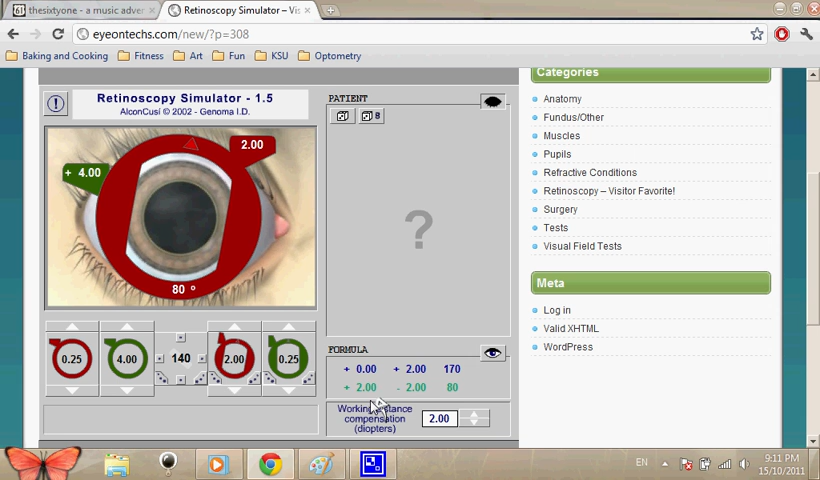 thesixtyone - a music adver
Retinoscopy Simulator – Vis
eyeontechs.com/new/?p=308
Baking and Cooking
Fitness
Art
Fun
KSU
Optometry
Retinoscopy Simulator - 1.5
AlconCusí © 2002 - Genoma I.D.
+ 4.00
2.00
80 º
0.25
4.00
140
2.00
0.25
PATIENT
8
?
FORMULA
+ 0.00 + 2.00 170
+ 2.00 - 2.00 80
Working distance
compensation
(diopters)
2.00
Categories
Anatomy
Fundus/Other
Muscles
Pupils
Refractive Conditions
Retinoscopy – Visitor Favorite!
Surgery
Tests
Visual Field Tests
Meta
Log in
Valid XHTML
WordPress
EN
9:11 PM
15/10/2011